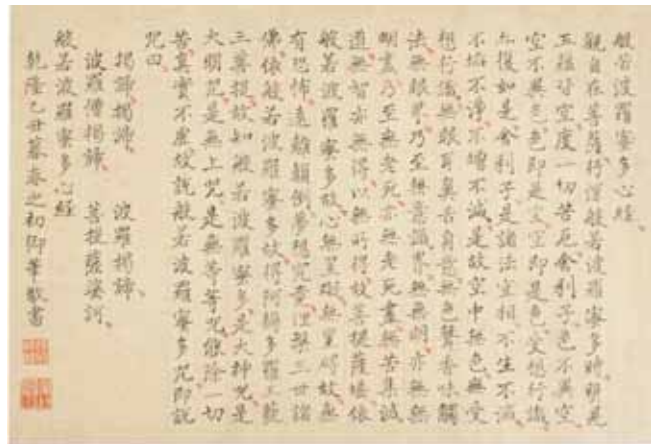 般若波羅蜜多心經
觀自在菩薩行深般若波羅蜜多時照見
五蘊皆空度一切苦厄舍利子色不異空
空不異色色即是空空即是色受想行識
亦復如是舍利子是諸法空相不生不滅
不垢不淨不增不減是故空中無色無受
想行識無眼耳鼻舌身意無色聲香味觸
法無眼界乃至無意識界無無明亦無無
明盡乃至無老死亦無老死盡無苦集滅
道無智亦無得以無所得故菩提薩埵依
般若波羅蜜多故心無罣礙無罣礙故無
有恐怖遠離顛倒夢想究竟涅槃三世諸
佛依般若波羅蜜多故得阿耨多羅三藐
三菩提故知般若波羅蜜多是大神咒是
大明咒是無上咒是無等等咒能除一切
苦真實不虛故說般若波羅蜜多咒即說
咒曰
揭諦揭諦 波羅揭諦
波羅僧揭諦 菩提薩婆訶
般若波羅蜜多心經
乾隆乙丑暮春之初御筆敬書